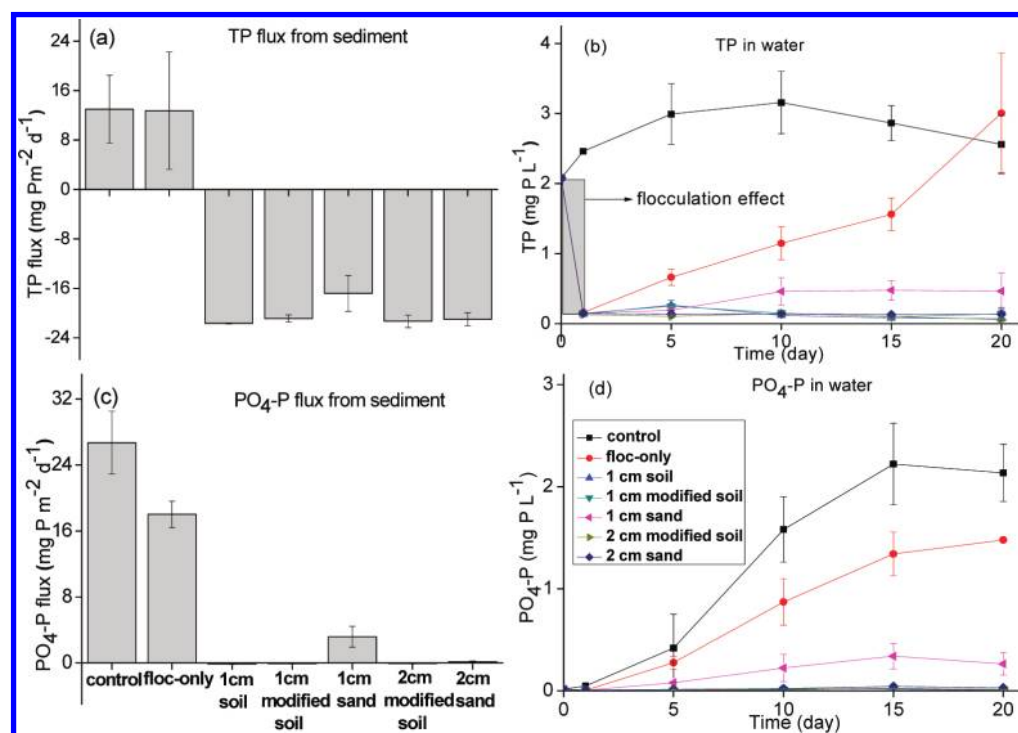 (a) TP flux from sediment
TP flux (mg Pm-2 d-1)
24
16
8
0
-8
-16
-24
(b) TP in water
TP (mg P L-1)
4
3
2
1
0
flocculation effect
0 5 10 15 20
Time (day)
(c) PO4-P flux from sediment
PO4-P flux (mg P m-2 d-1)
32
24
16
8
0
control floc-only 1cm soil 1cm modified soil 1cm sand 2cm modified soil 2cm sand
(d) PO4-P in water
PO4-P (mg P L-1)
3
2
1
0
control
floc-only
1 cm soil
1 cm modified soil
1 cm sand
2 cm modified soil
2 cm sand
0 5 10 15 20
Time (day)